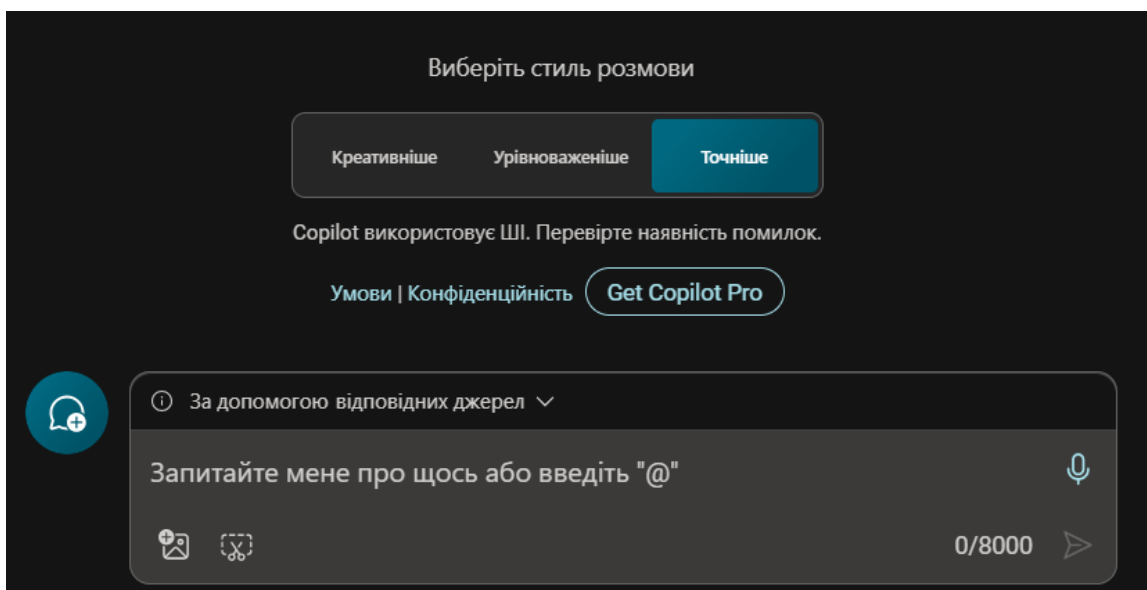 Виберіть стиль розмови
Креативніше Урівноваженіше Точніше
Copilot використовує ШІ. Перевірте наявність помилок.
Умови | Конфіденційність Get Copilot Pro
За допомогою відповідних джерел
Запитайте мене про щось або введіть "@"
0/8000